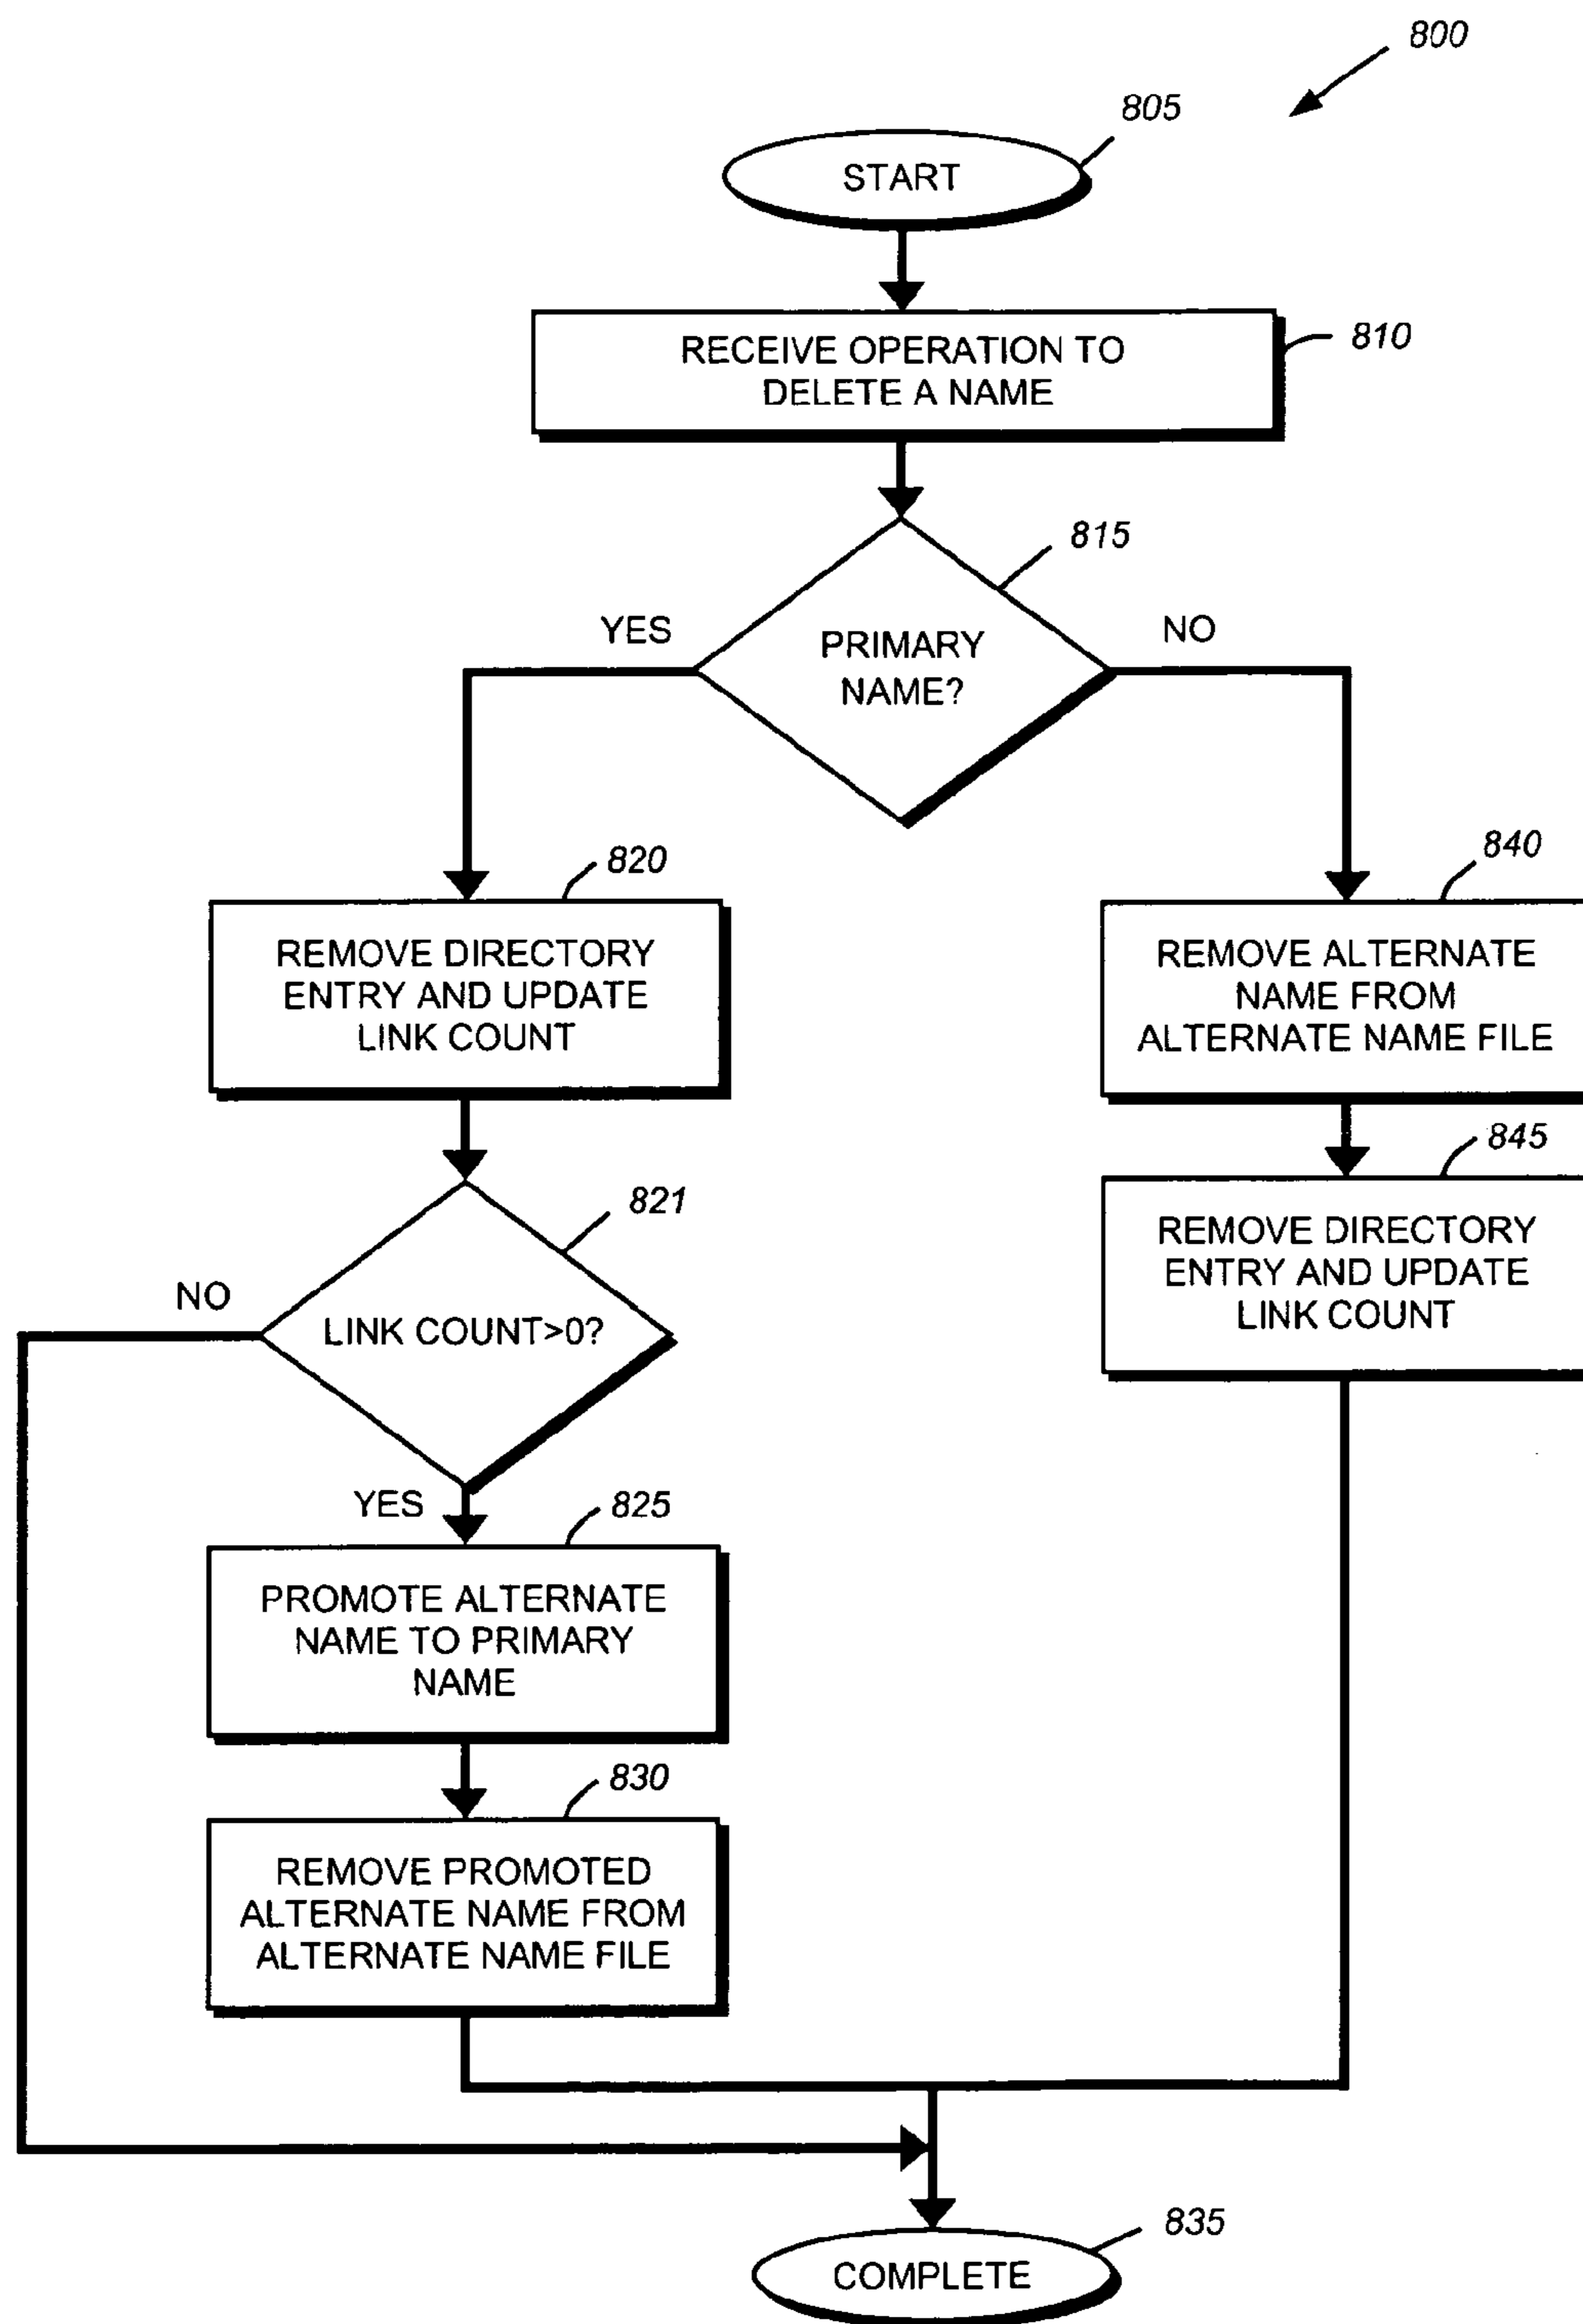 800
805
START
RECEIVE OPERATION TO
DELETE A NAME
810
815
PRIMARY
NAME?
YES
NO
820
REMOVE DIRECTORY
ENTRY AND UPDATE
LINK COUNT
840
REMOVE ALTERNATE
NAME FROM
ALTERNATE NAME FILE
845
REMOVE DIRECTORY
ENTRY AND UPDATE
LINK COUNT
821
LINK COUNT>0?
NO
YES
825
PROMOTE ALTERNATE
NAME TO PRIMARY
NAME
830
REMOVE PROMOTED
ALTERNATE NAME FROM
ALTERNATE NAME FILE
835
COMPLETE